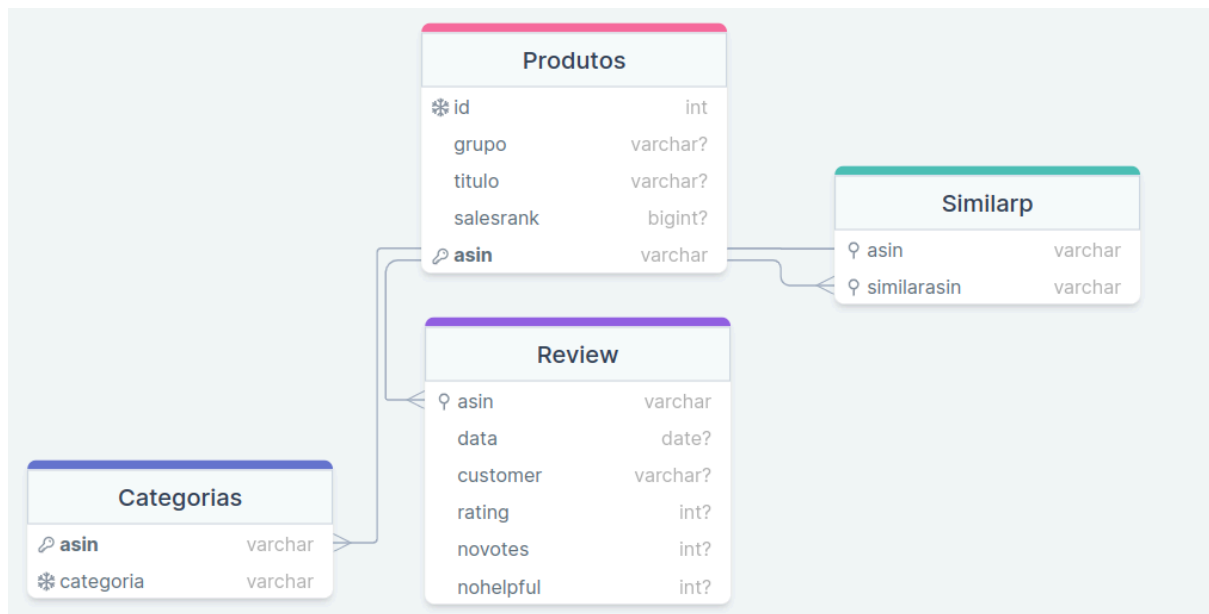 Produtos
id int
grupo varchar?
titulo varchar?
salesrank bigint?
asin varchar
Similarp
asin varchar
similarasin varchar
Review
asin varchar
data date?
customer varchar?
rating int?
novotes int?
nohelpful int?
Categorias
asin varchar
categoria varchar